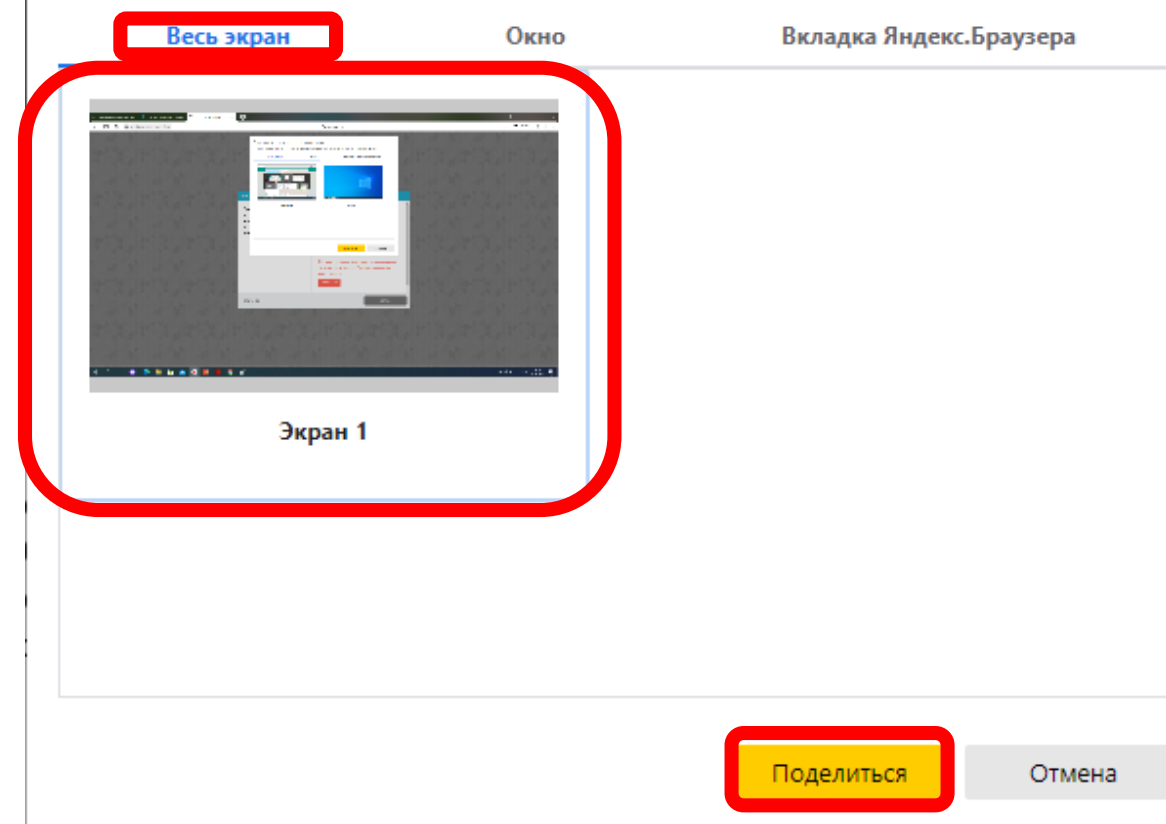 Весь экран
Окно
Вкладка Яндекс.Браузера
Экран 1
Поделиться
Отмена